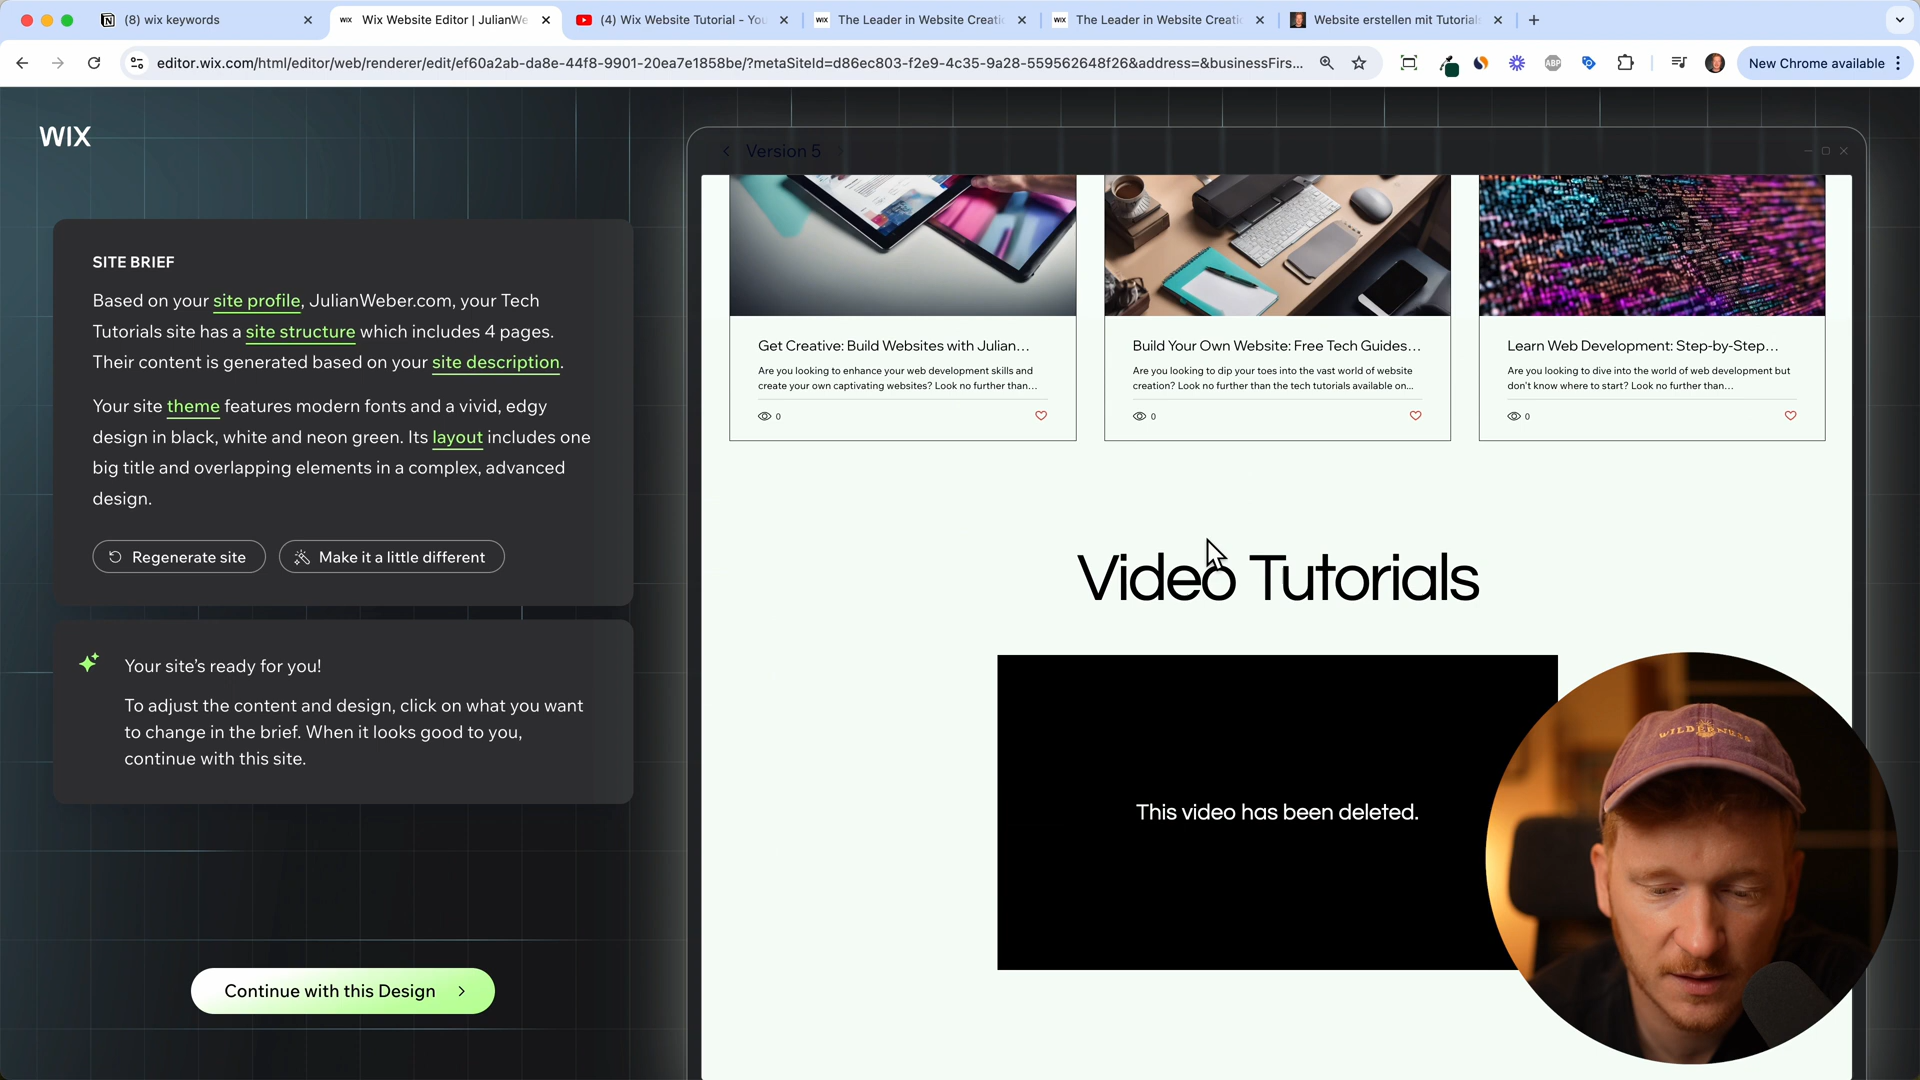 (8) wix keywords
WIX Wix Website Editor | JulianWe
(4) Wix Website Tutorial - You
WIX The Leader in Website Creati
WIX The Leader in Website Creati
Website erstellen mit Tutorials
editor.wix.com/html/editor/web/renderer/edit/ef60a2ab-da8e-44f8-9901-20ea7e1858be/?metaSiteId=d86ec803-f2e9-4c35-9a28-559562648f26&address=&businessFirs...
ABP
New Chrome available
WIX
Version 5
SITE BRIEF
Based on your site profile, JulianWeber.com, your Tech
Tutorials site has a site structure which includes 4 pages.
Their content is generated based on your site description.
Your site theme features modern fonts and a vivid, edgy
design in black, white and neon green. Its layout includes one
big title and overlapping elements in a complex, advanced
design.
Regenerate site
Make it a little different
Your site's ready for you!
To adjust the content and design, click on what you want
to change in the brief. When it looks good to you,
continue with this site.
Continue with this Design
Get Creative: Build Websites with Julian...
Are you looking to enhance your web development skills and
create your own captivating websites? Look no further than...
0
Build Your Own Website: Free Tech Guides...
Are you looking to dip your toes into the vast world of website
creation? Look no further than the tech tutorials available on...
0
Learn Web Development: Step-by-Step...
Are you looking to dive into the world of web development but
don't know where to start? Look no further than...
0
Video Tutorials
This video has been deleted.
WILDERNESS